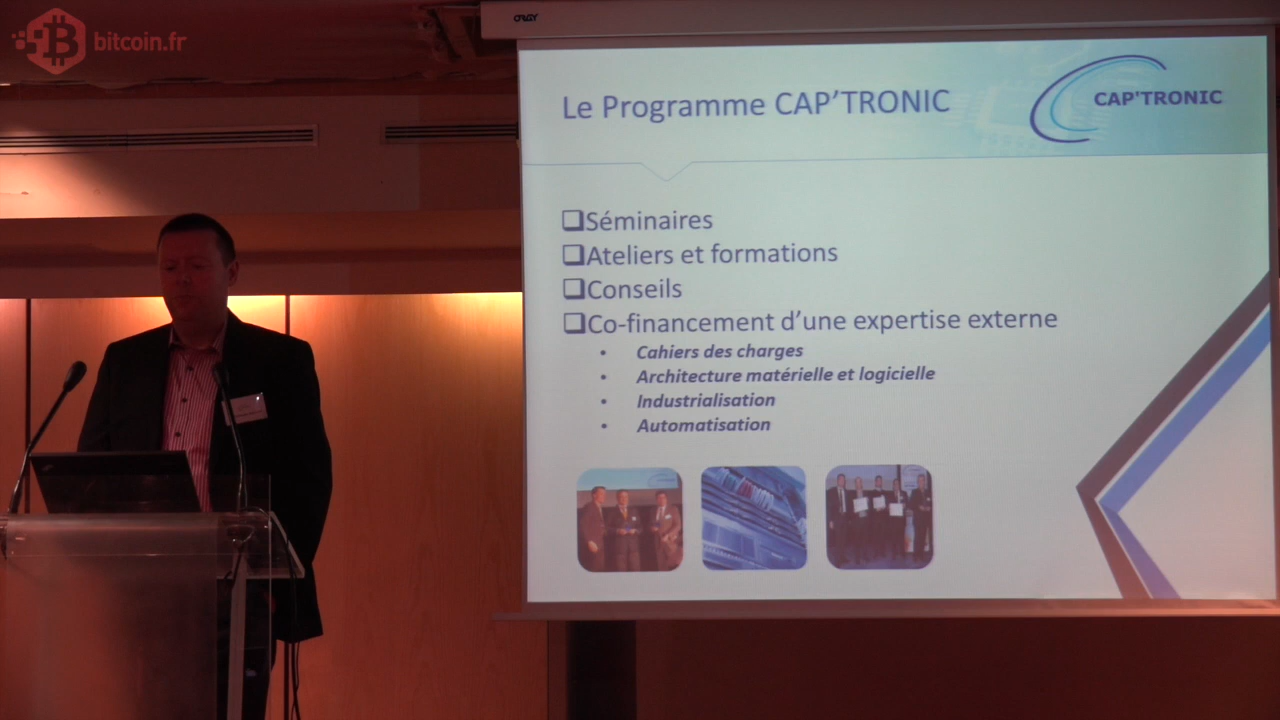 bitcoin.fr
ORAY
Le Programme CAP'TRONIC
CAP'TRONIC
❑Séminaires
❑Ateliers et formations
❑Conseils
❑Co-financement d'une expertise externe
• Cahiers des charges
• Architecture matérielle et logicielle
• Industrialisation
• Automatisation